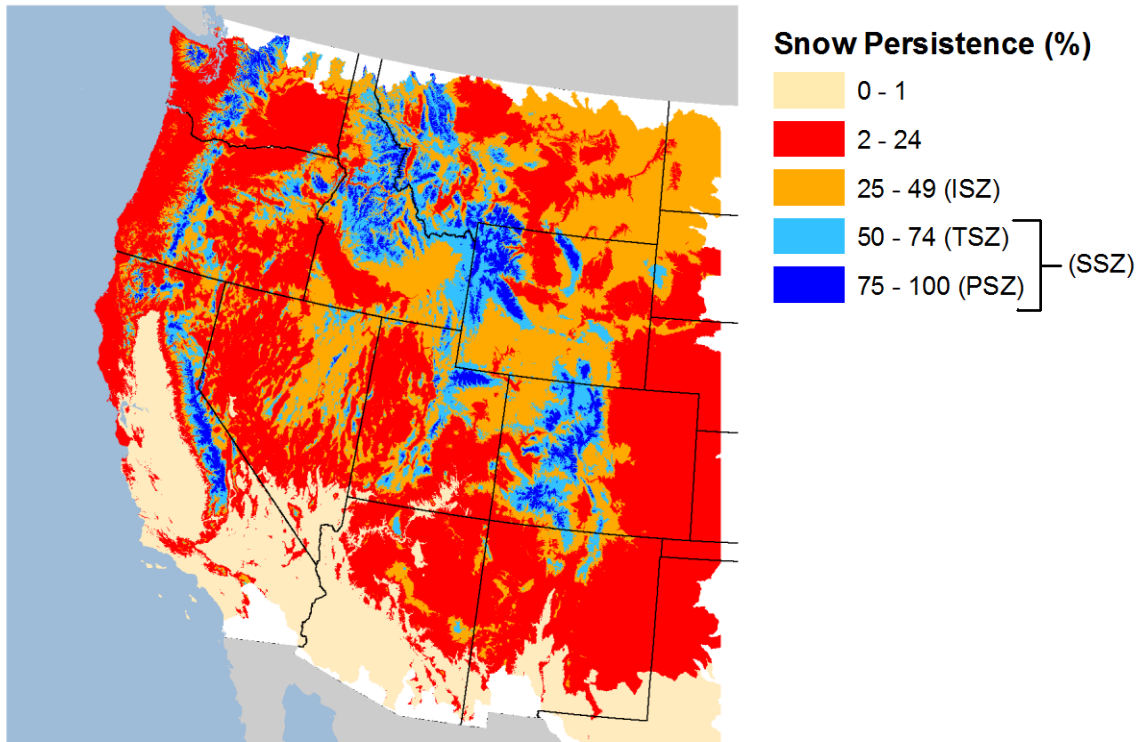 Snow Persistence (%)
0 - 1
2 - 24
25 - 49 (ISZ)
50 - 74 (TSZ)
(SSZ)
75 - 100 (PSZ)